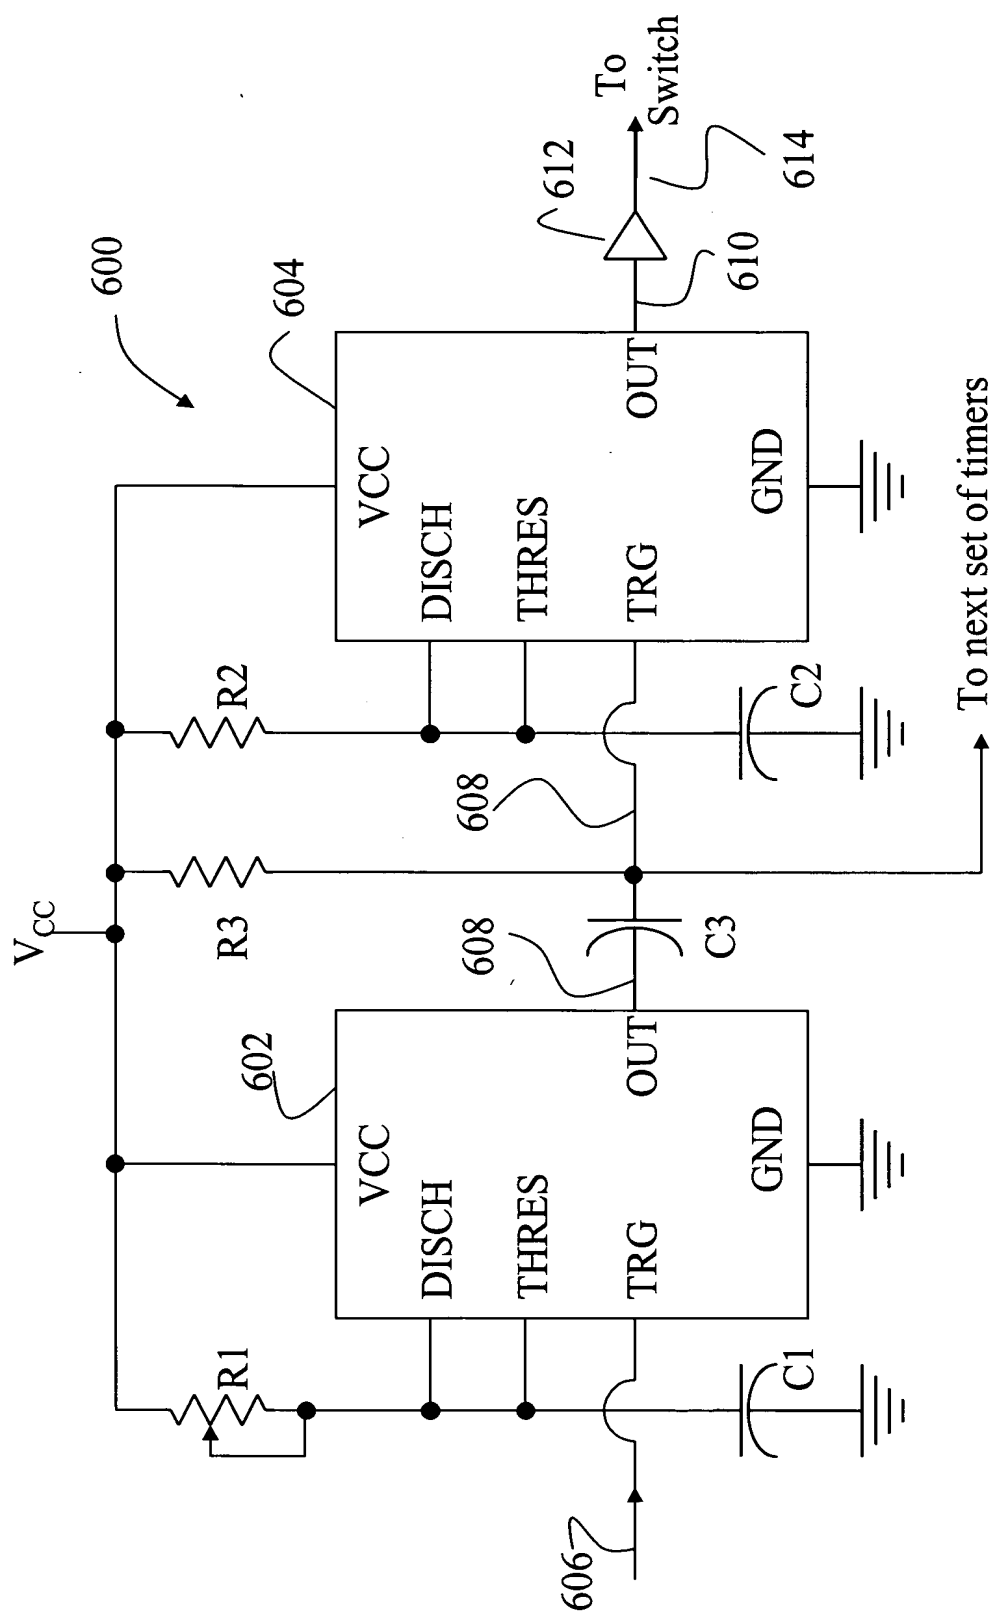 600
V_CC
R1
R3
R2
602
604
VCC
DISCH
THRES
TRG
OUT
GND
VCC
DISCH
THRES
TRG
OUT
GND
606
608
608
610
612
614
To
Switch
C1
C3
C2
To next set of timers